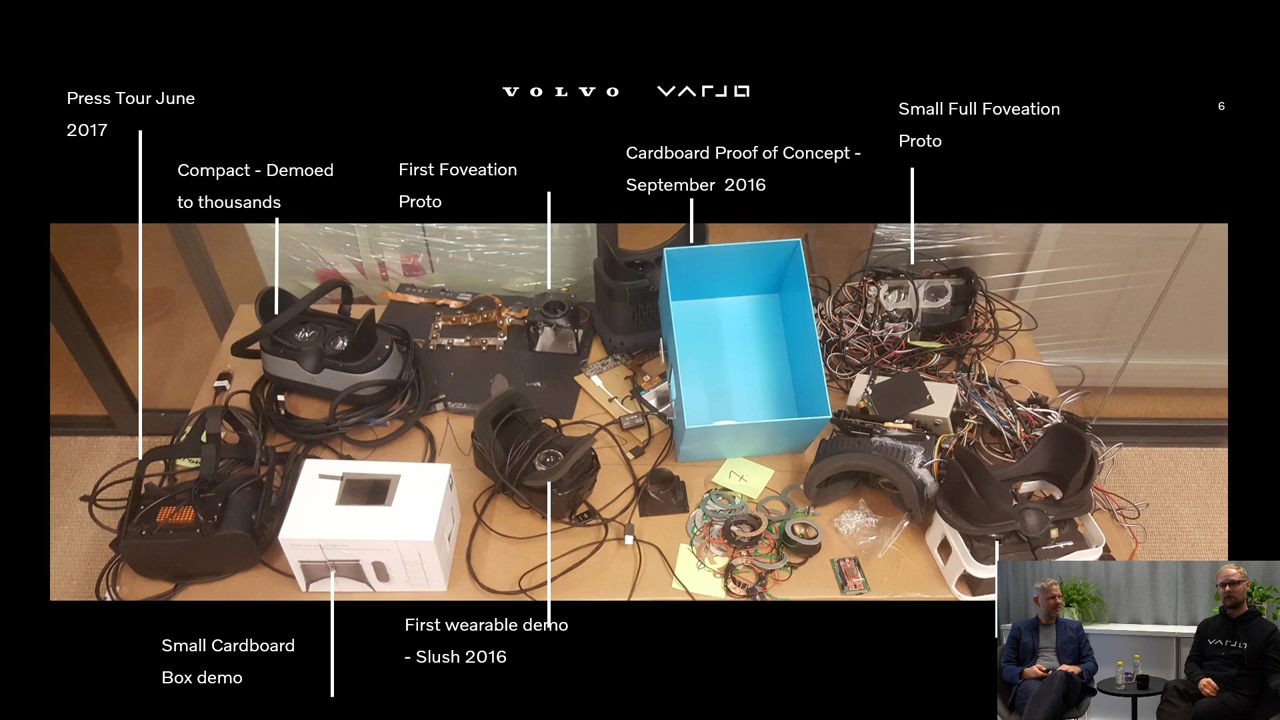 VOLVO VARJO
6
Press Tour June
2017
Compact - Demoed
to thousands
First Foveation
Proto
Cardboard Proof of Concept -
September 2016
Small Full Foveation
Proto
Small Cardboard
Box demo
First wearable demo
- Slush 2016
VARJO